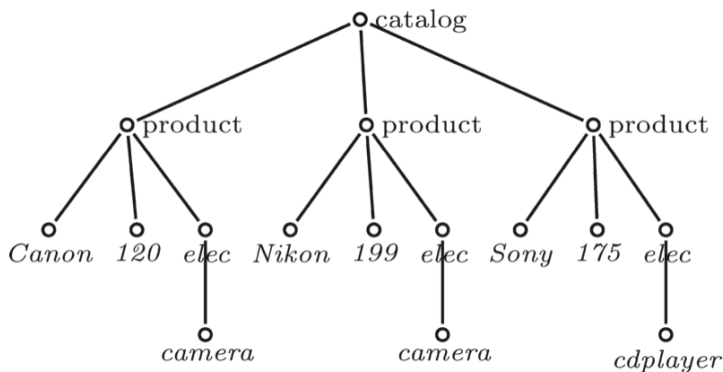 catalog
product product product
Canon 120 elec Nikon 199 elec Sony 175 elec
camera camera cdplayer